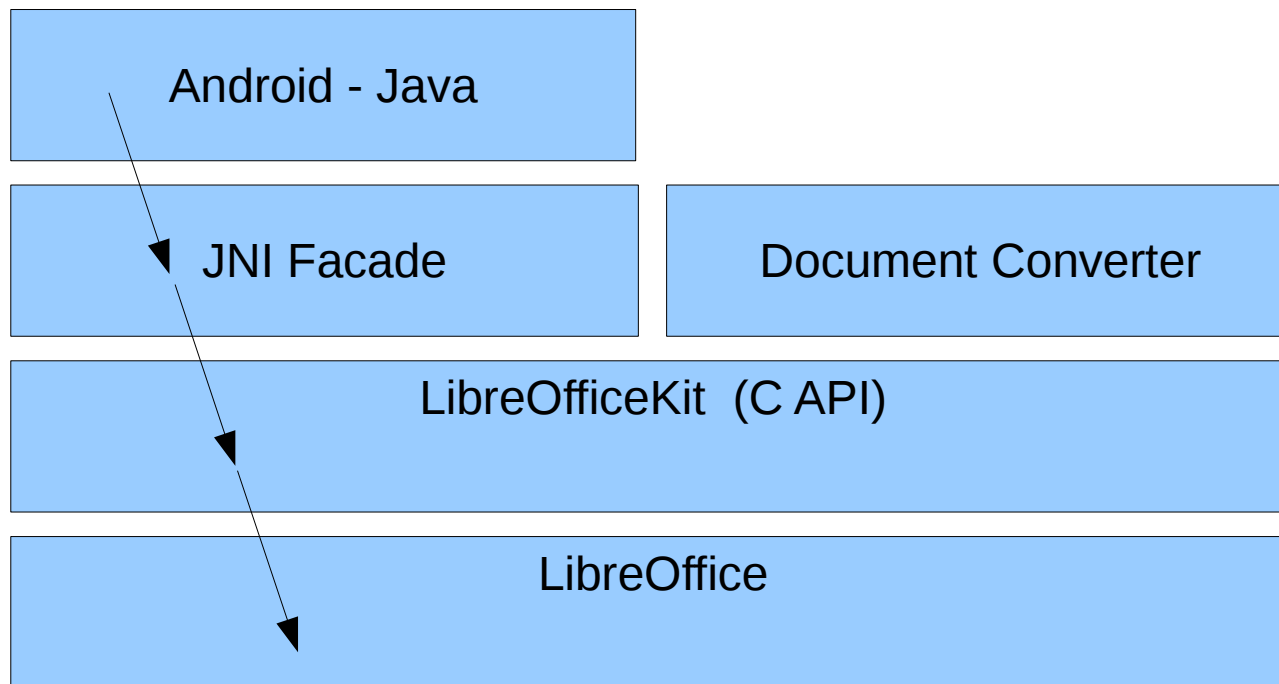 Android - Java
JNI Facade
Document Converter
LibreOfficeKit  (C API)
LibreOffice